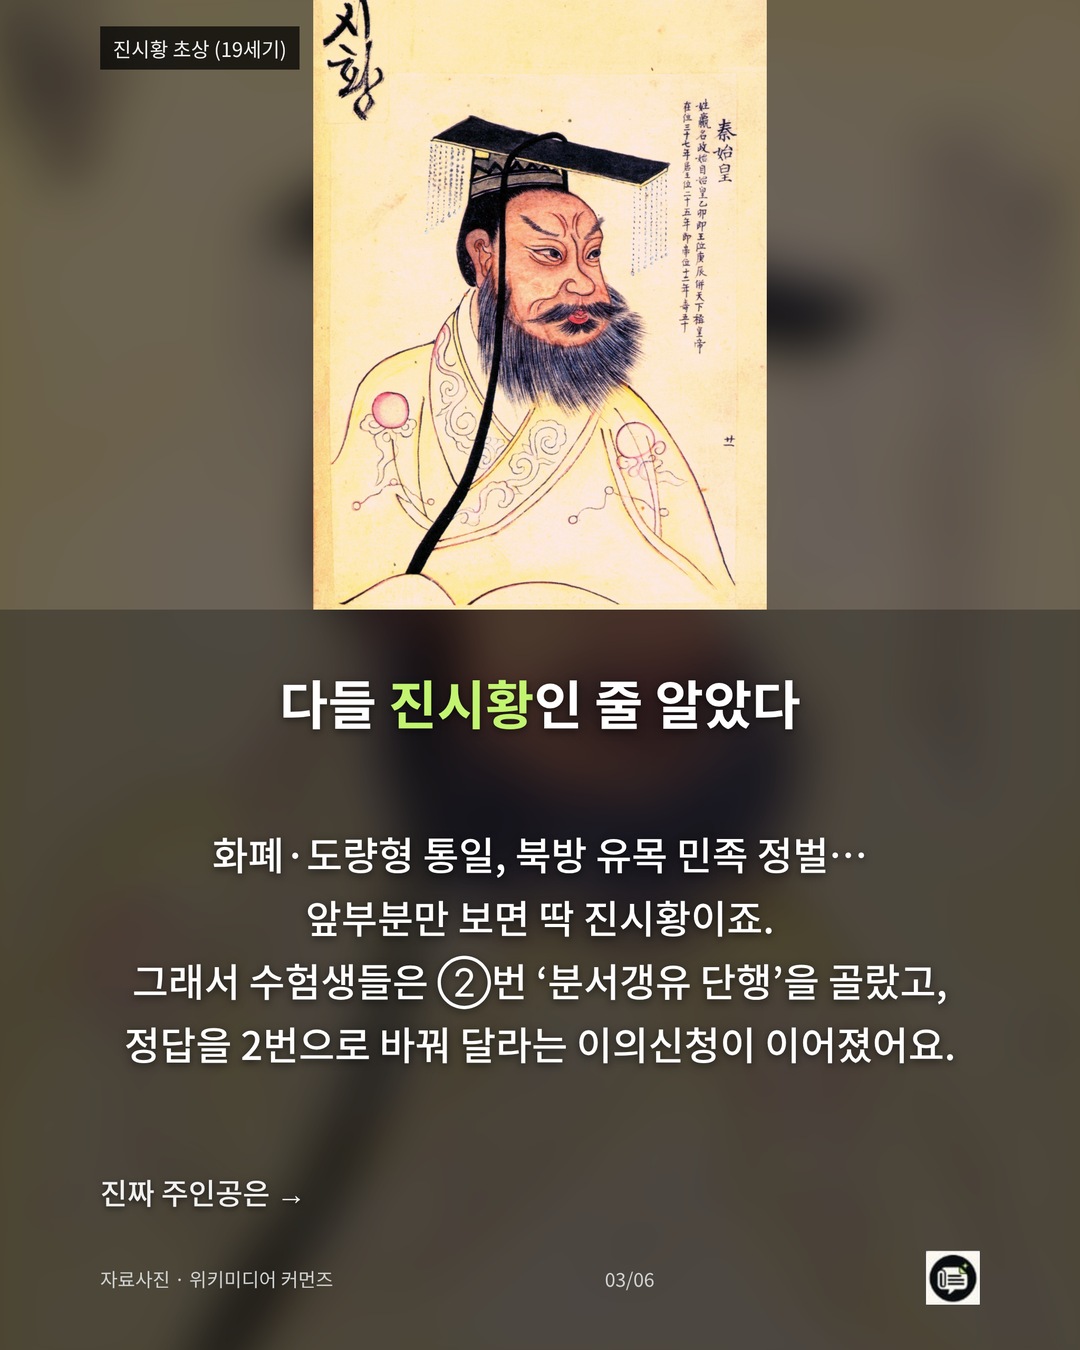 진시황 초상 (19세기)
시황
秦始皇
다들 진시황인 줄 알았다
화폐·도량형 통일, 북방 유목 민족 정벌…
앞부분만 보면 딱 진시황이죠.
그래서 수험생들은 ②번 ‘분서갱유 단행’을 골랐고,
정답을 2번으로 바꿔 달라는 이의신청이 이어졌어요.
진짜 주인공은 →
자료사진 · 위키미디어 커먼즈
03/06